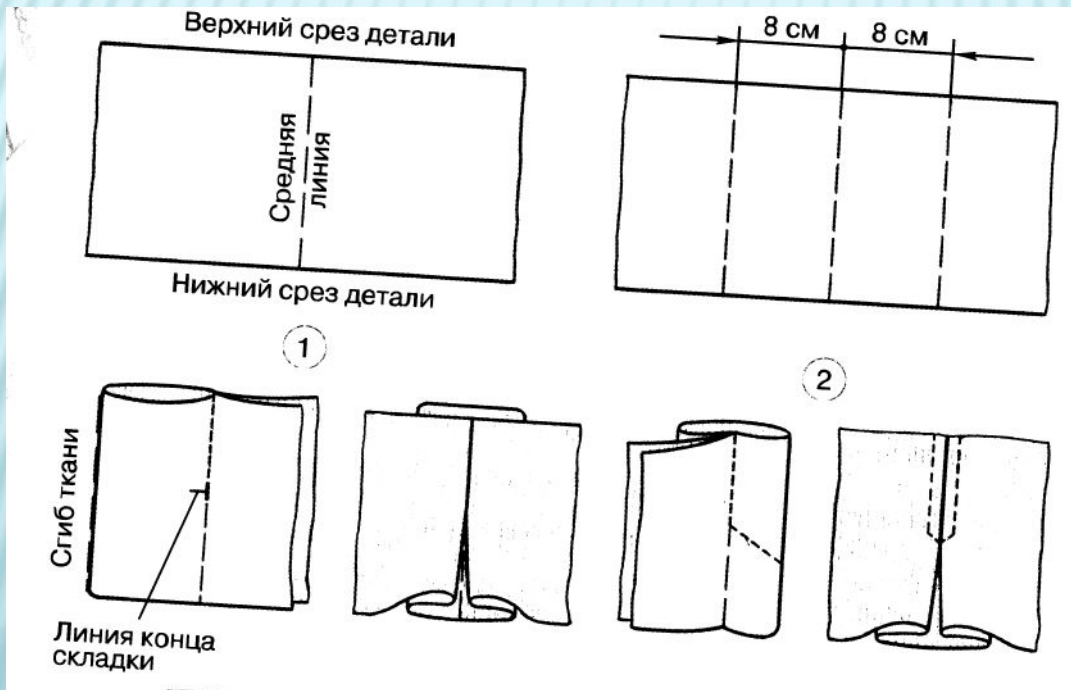 Верхний срез детали
8 см
8 см
Средняя
линия
Нижний срез детали
1
2
Сгиб ткани
Линия конца
складки